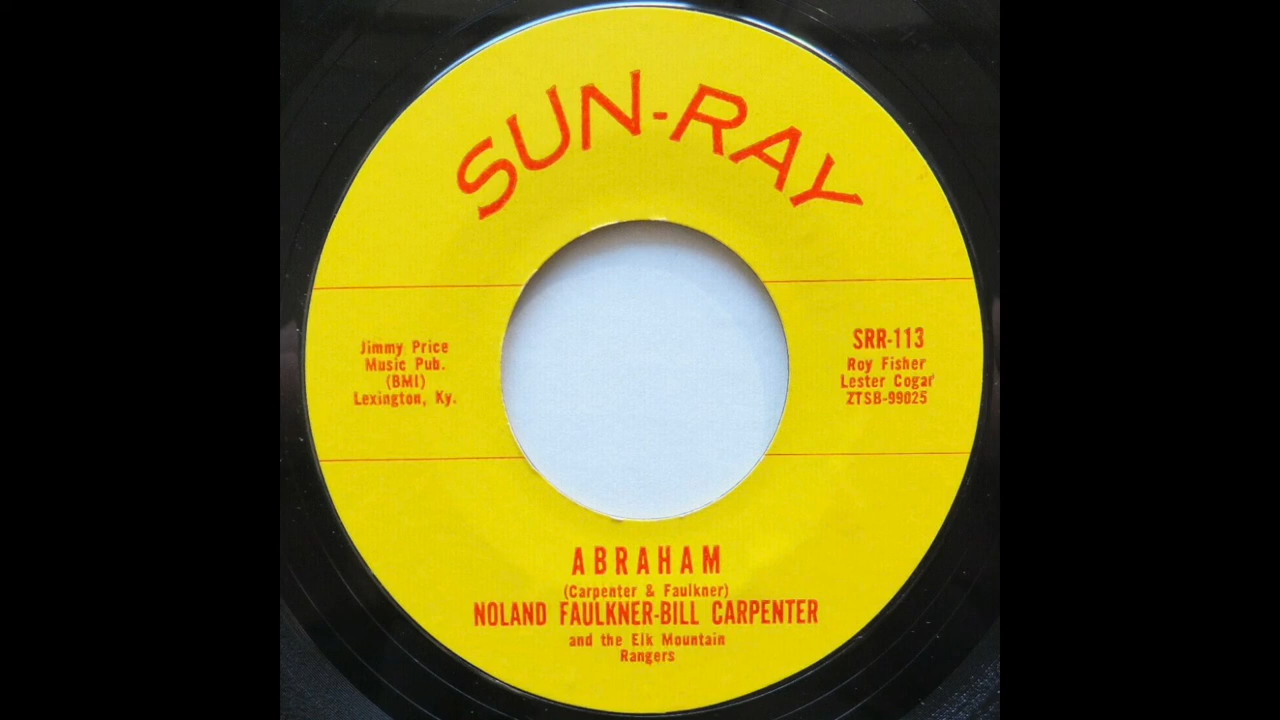 SUN-RAY
Jimmy Price
Music Pub.
(BMI)
Lexington, Ky.
SRR-113
Roy Fisher
Lester Cogar
ZTSB-99025
ABRAHAM
(Carpenter & Faulkner)
NOLAND FAULKNER-BILL CARPENTER
and the Elk Mountain
Rangers